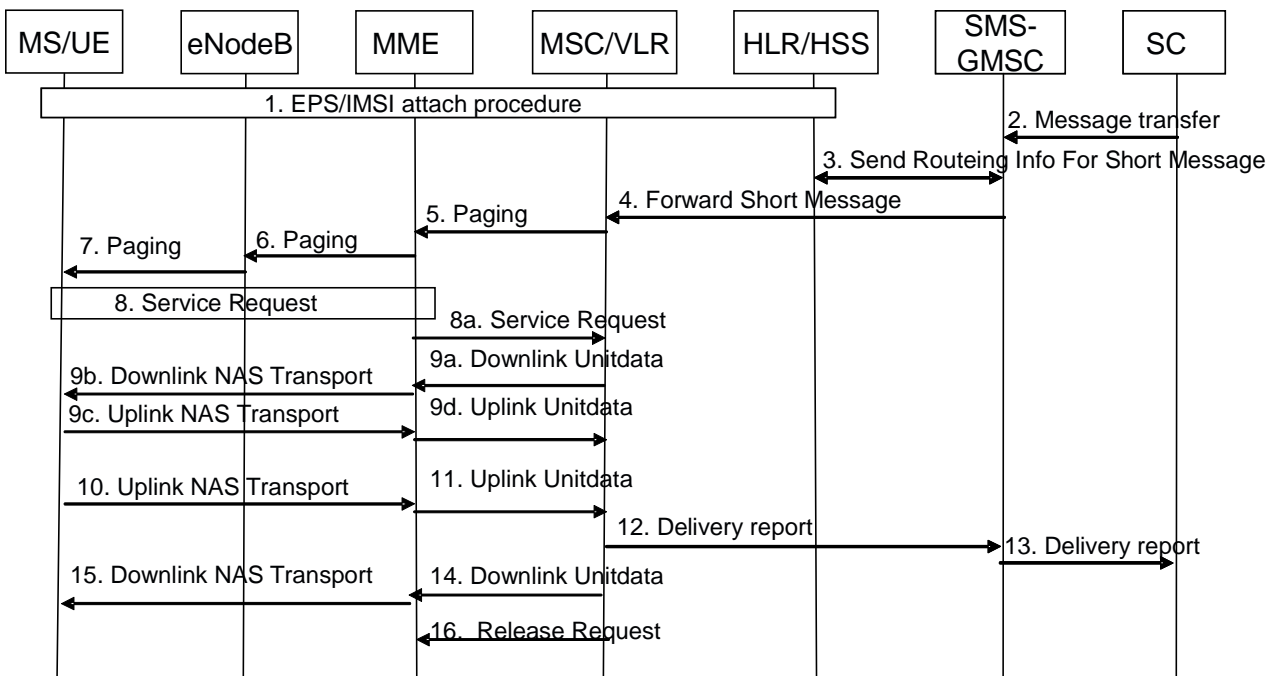 MS/UE
eNodeB
MME
MSC/VLR
HLR/HSS
SMS-
GMSC
SC
1. EPS/IMSI attach procedure
2. Message transfer
3. Send Routeing Info For Short Message
4. Forward Short Message
5. Paging
6. Paging
7. Paging
8. Service Request
8a. Service Request
9a. Downlink Unitdata
9b. Downlink NAS Transport
9c. Uplink NAS Transport
9d. Uplink Unitdata
10. Uplink NAS Transport
11. Uplink Unitdata
12. Delivery report
13. Delivery report
14. Downlink Unitdata
15. Downlink NAS Transport
16. Release Request